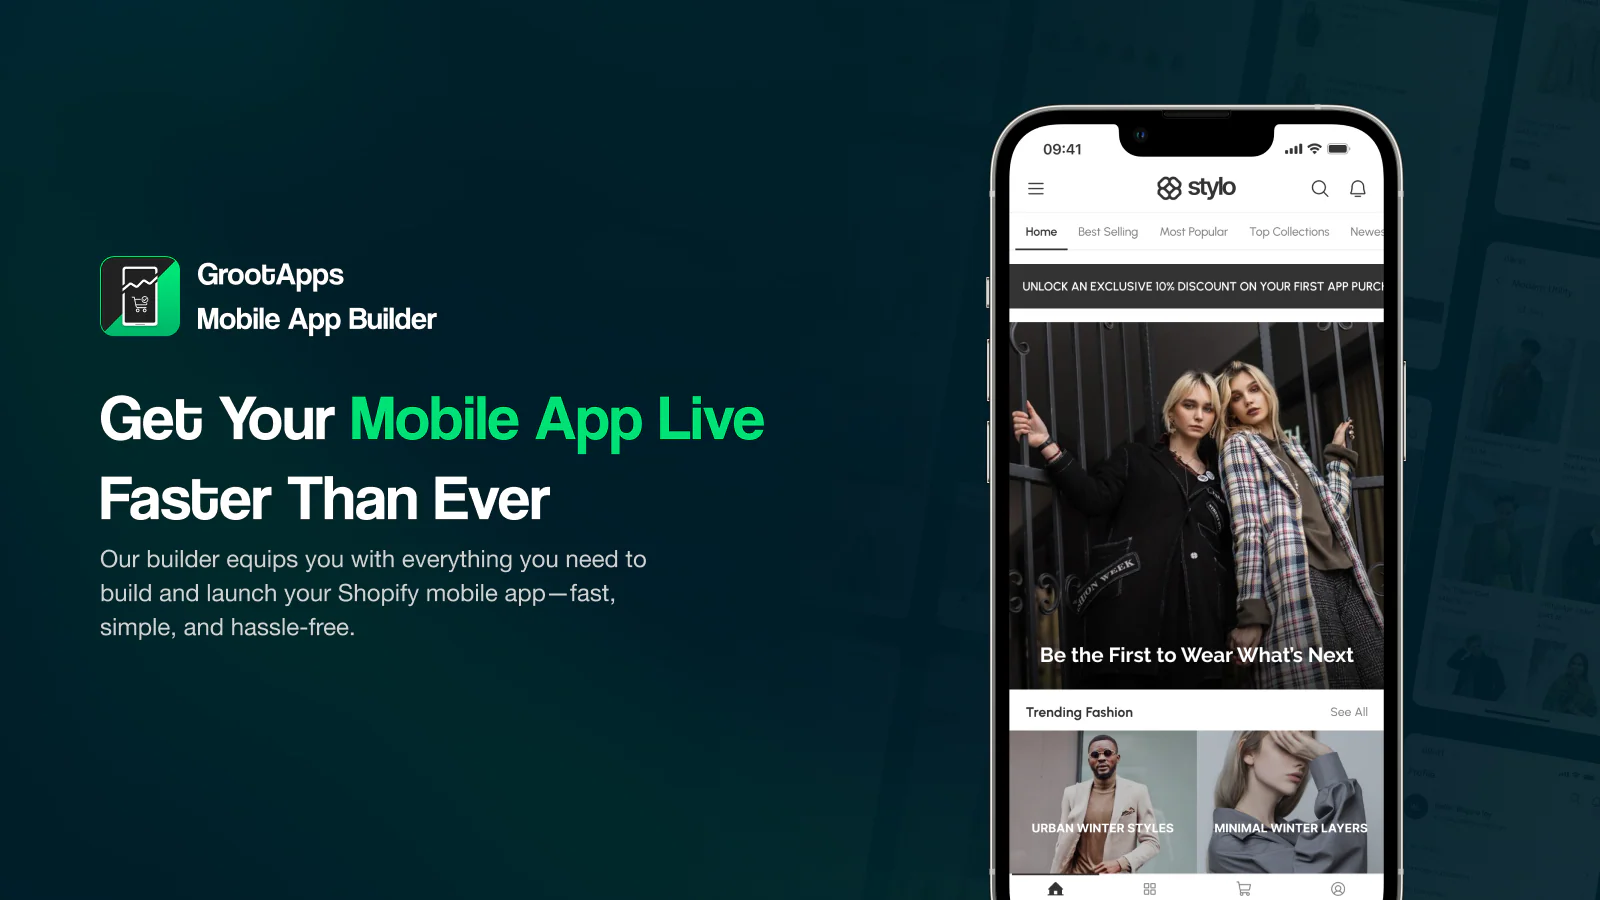 GrootApps
Mobile App Builder
Get Your Mobile App Live
Faster Than Ever
Our builder equips you with everything you need to
build and launch your Shopify mobile app—fast,
simple, and hassle-free.
09:41
stylo
Home Best Selling Most Popular Top Collections Newes
UNLOCK AN EXCLUSIVE 10% DISCOUNT ON YOUR FIRST APP PURCH
Be the First to Wear What's Next
Trending Fashion See All
URBAN WINTER STYLES MINIMAL WINTER LAYERS